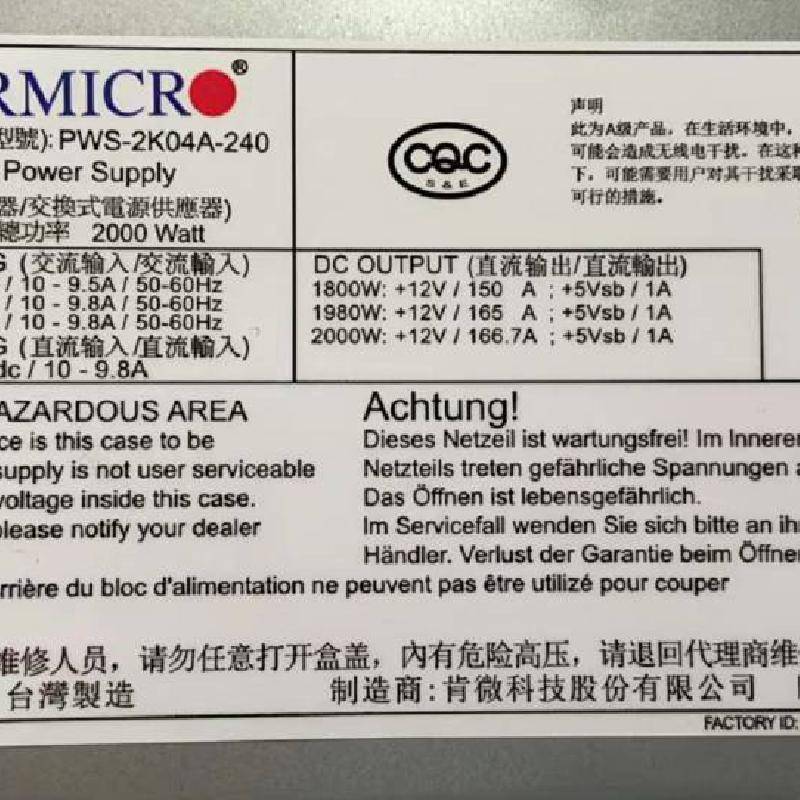 RMICRO®
型號): PWS-2K04A-240
Power Supply
器/交換式電源供應器)
總功率 2000 Watt
CQC
S & E
声明
此为A级产品，在生活环境中，
可能会造成无线电干扰。在这种
下，可能需要用户对其干扰采取
可行的措施。
G (交流输入/交流輸入)
/ 10 - 9.5A / 50-60Hz
/ 10 - 9.8A / 50-60Hz
/ 10 - 9.8A / 50-60Hz
G (直流输入/直流輸入)
dc / 10 - 9.8A
DC OUTPUT (直流输出/直流輸出)
1800W: +12V / 150 A ; +5Vsb / 1A
1980W: +12V / 165 A ; +5Vsb / 1A
2000W: +12V / 166.7A ; +5Vsb / 1A
AZARDOUS AREA
ce is this case to be
supply is not user serviceable
voltage inside this case.
please notify your dealer
Achtung!
Dieses Netzeil ist wartungsfrei! Im Inneren
Netzteils treten gefährliche Spannungen a
Das Öffnen ist lebensgefährlich.
Im Servicefall wenden Sie sich bitte an ihr
Händler. Verlust der Garantie beim Öffnen
rrière du bloc d'alimentation ne peuvent pas être utilizé pour couper
维修人员，请勿任意打开盒盖，內有危险高压，请退回代理商维
台灣製造
制造商: 肯微科技股份有限公司
FACTORY ID: